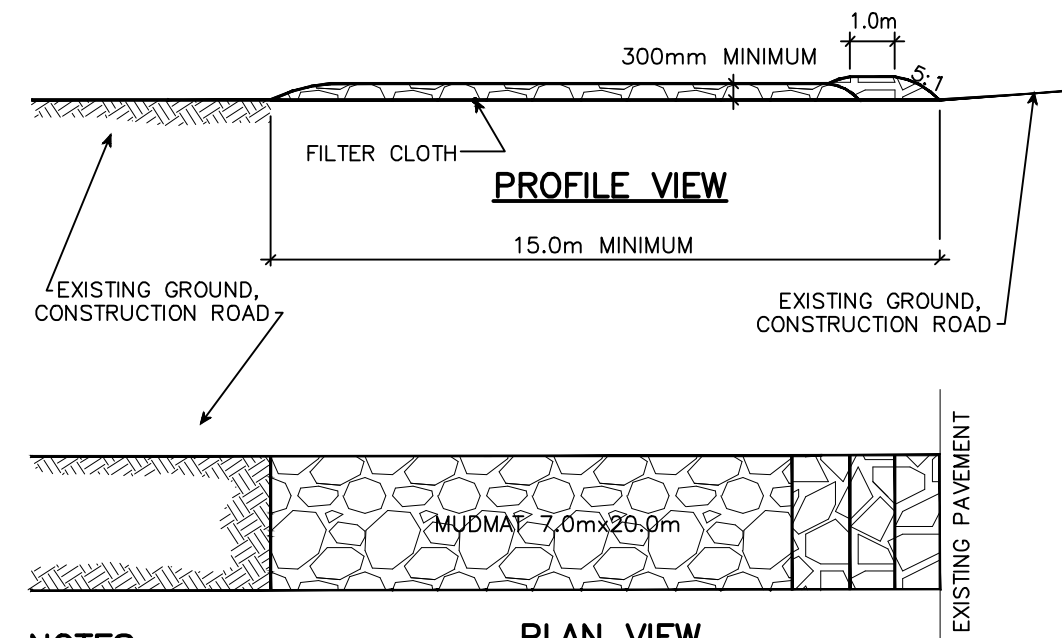 1.0m
300mm MINIMUM
5:1
FILTER CLOTH
PROFILE VIEW
15.0m MINIMUM
EXISTING GROUND,
CONSTRUCTION ROAD
EXISTING GROUND,
CONSTRUCTION ROAD
MUDMAT 7.0mx20.0m
EXISTING PAVEMENT
NOTES
PLAN VIEW